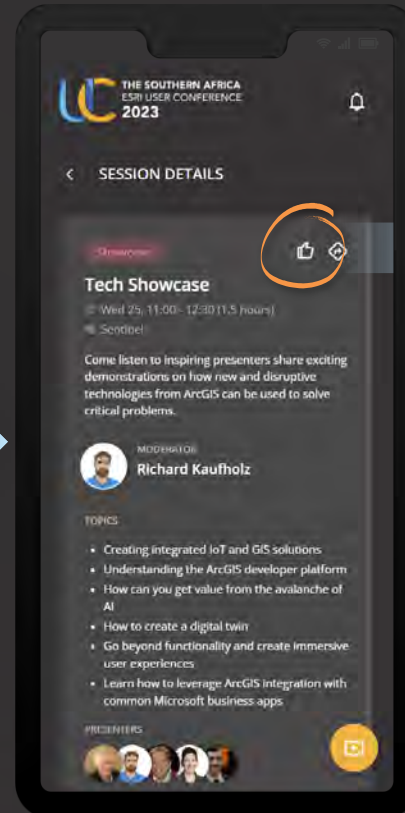 UC
THE SOUTHERN AFRICA
ESRI USER CONFERENCE
2023
SESSION DETAILS
Showcase
Tech Showcase
Wed 25, 11:00 - 12:30 (1,5 hours)
Sentinel
Come listen to inspiring presenters share exciting
demonstrations on how new and disruptive
technologies from ArcGIS can be used to solve
critical problems.
MODERATOR
Richard Kaufholz
TOPICS
• Creating integrated IoT and GIS solutions
• Understanding the ArcGIS developer platform
• How can you get value from the avalanche of
AI
• How to create a digital twin
• Go beyond functionality and create immersive
user experiences
• Learn how to leverage ArcGIS integration with
common Microsoft business apps
PRESENTERS